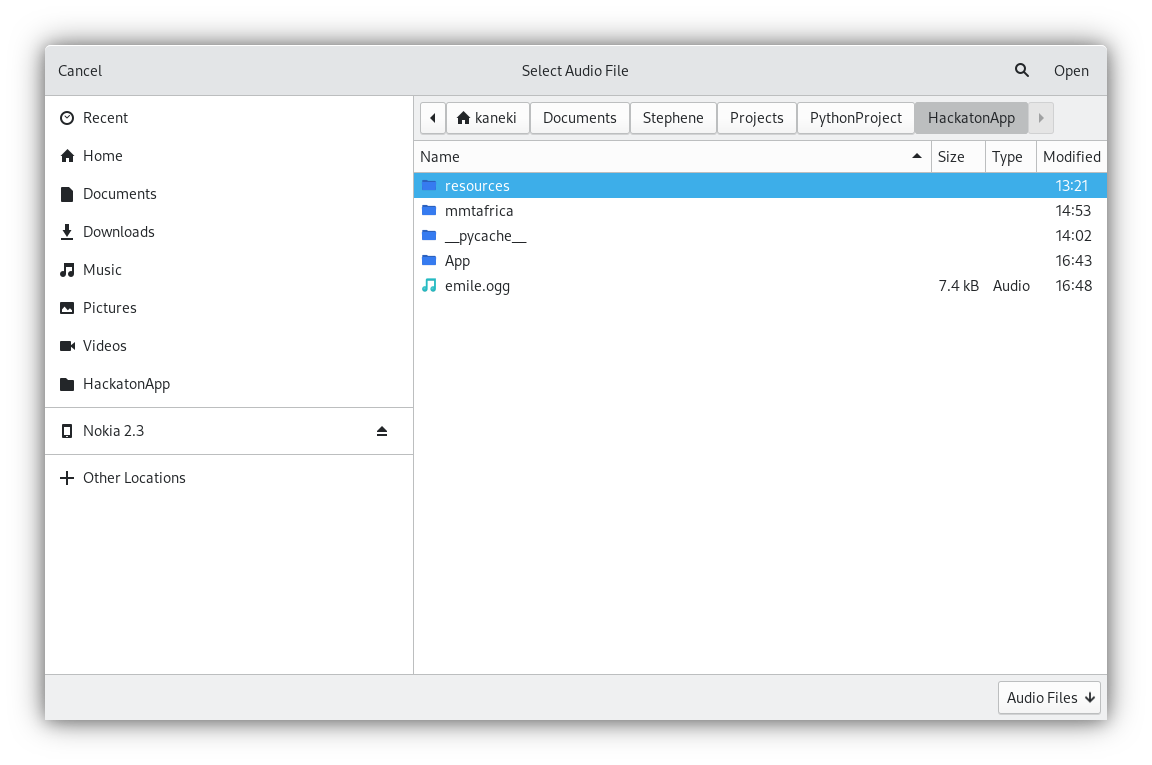 Cancel Select Audio File Open
Recent
Home
Documents
Downloads
Music
Pictures
Videos
HackatonApp
Nokia 2.3
Other Locations
kaneki Documents Stephene Projects PythonProject HackatonApp
Name Size Type Modified
resources 13:21
mmtafrica 14:53
__pycache__ 14:02
App 16:43
emile.ogg 7.4 kB Audio 16:48
Audio Files